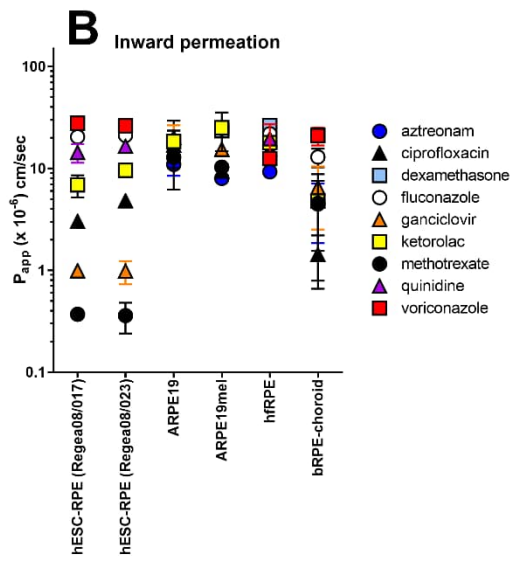 B Inward permeation
100
10
1
0.1
Papp (x 10-6) cm/sec
hESC-RPE (Regea08/017)
hESC-RPE (Regea08/023)
ARPE19
ARPE19mel
hfRPE
bRPE-choroid
aztreonam
ciprofloxacin
dexamethasone
fluconazole
ganciclovir
ketorolac
methotrexate
quinidine
voriconazole